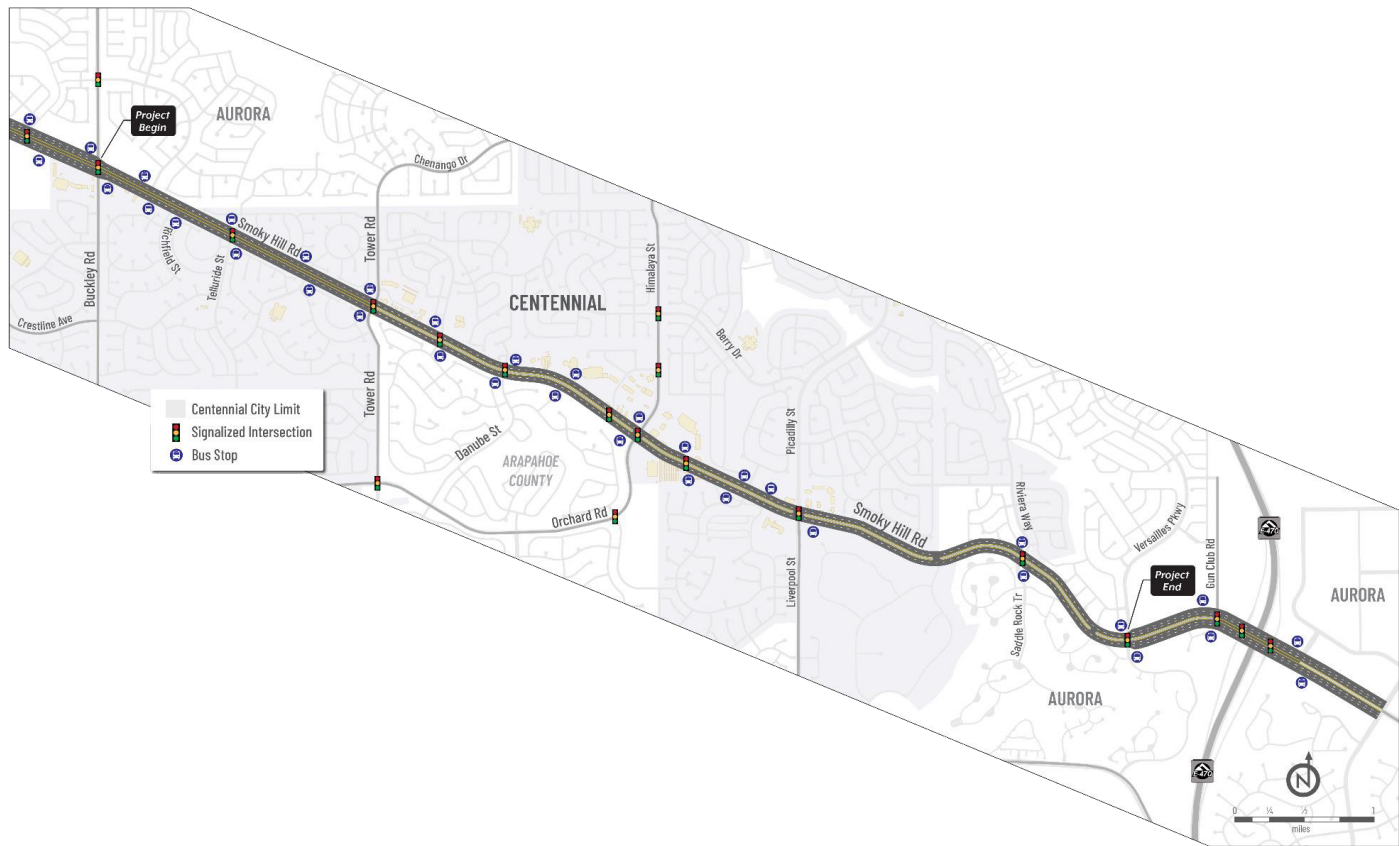 AURORA
Project
Begin
Chenango Dr
Tower Rd
Smoky Hill Rd
Richfield St
Telluride St
Buckley Rd
Crestline Ave
CENTENNIAL
Himalaya St
Berry Dr
Tower Rd
Centennial City Limit
Signalized Intersection
Bus Stop
Danube St
ARAPAHOE
COUNTY
Orchard Rd
Picadilly St
Smoky Hill Rd
Liverpool St
Riviera Way
Versailles Pkwy
Gun Club Rd
E-470
Saddle Rock Tr
Project
End
AURORA
AURORA
E-470
N
0 ¼ ½ 1
miles